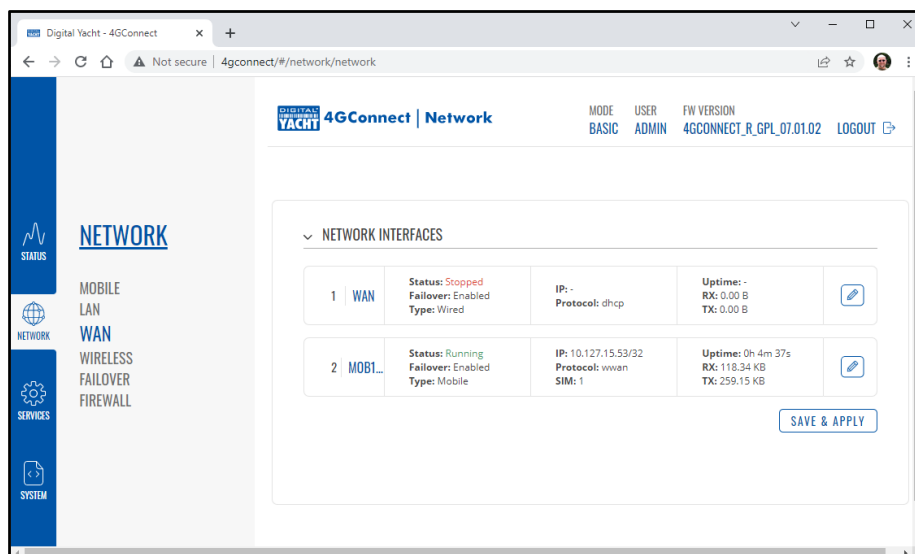 Digital Yacht - 4GConnect
Not secure | 4gconnect/#/network/network
DIGITAL YACHT 4GConnect | Network
MODE USER FW VERSION
BASIC ADMIN 4GCONNECT_R_GPL_07.01.02 LOGOUT
STATUS
NETWORK
SERVICES
SYSTEM
NETWORK
MOBILE
LAN
WAN
WIRELESS
FAILOVER
FIREWALL
NETWORK INTERFACES
1 WAN
Status: Stopped
Failover: Enabled
Type: Wired
IP: -
Protocol: dhcp
Uptime: -
RX: 0.00 B
TX: 0.00 B
2 MOB1...
Status: Running
Failover: Enabled
Type: Mobile
IP: 10.127.15.53/32
Protocol: wwan
SIM: 1
Uptime: 0h 4m 37s
RX: 118.34 KB
TX: 259.15 KB
SAVE & APPLY